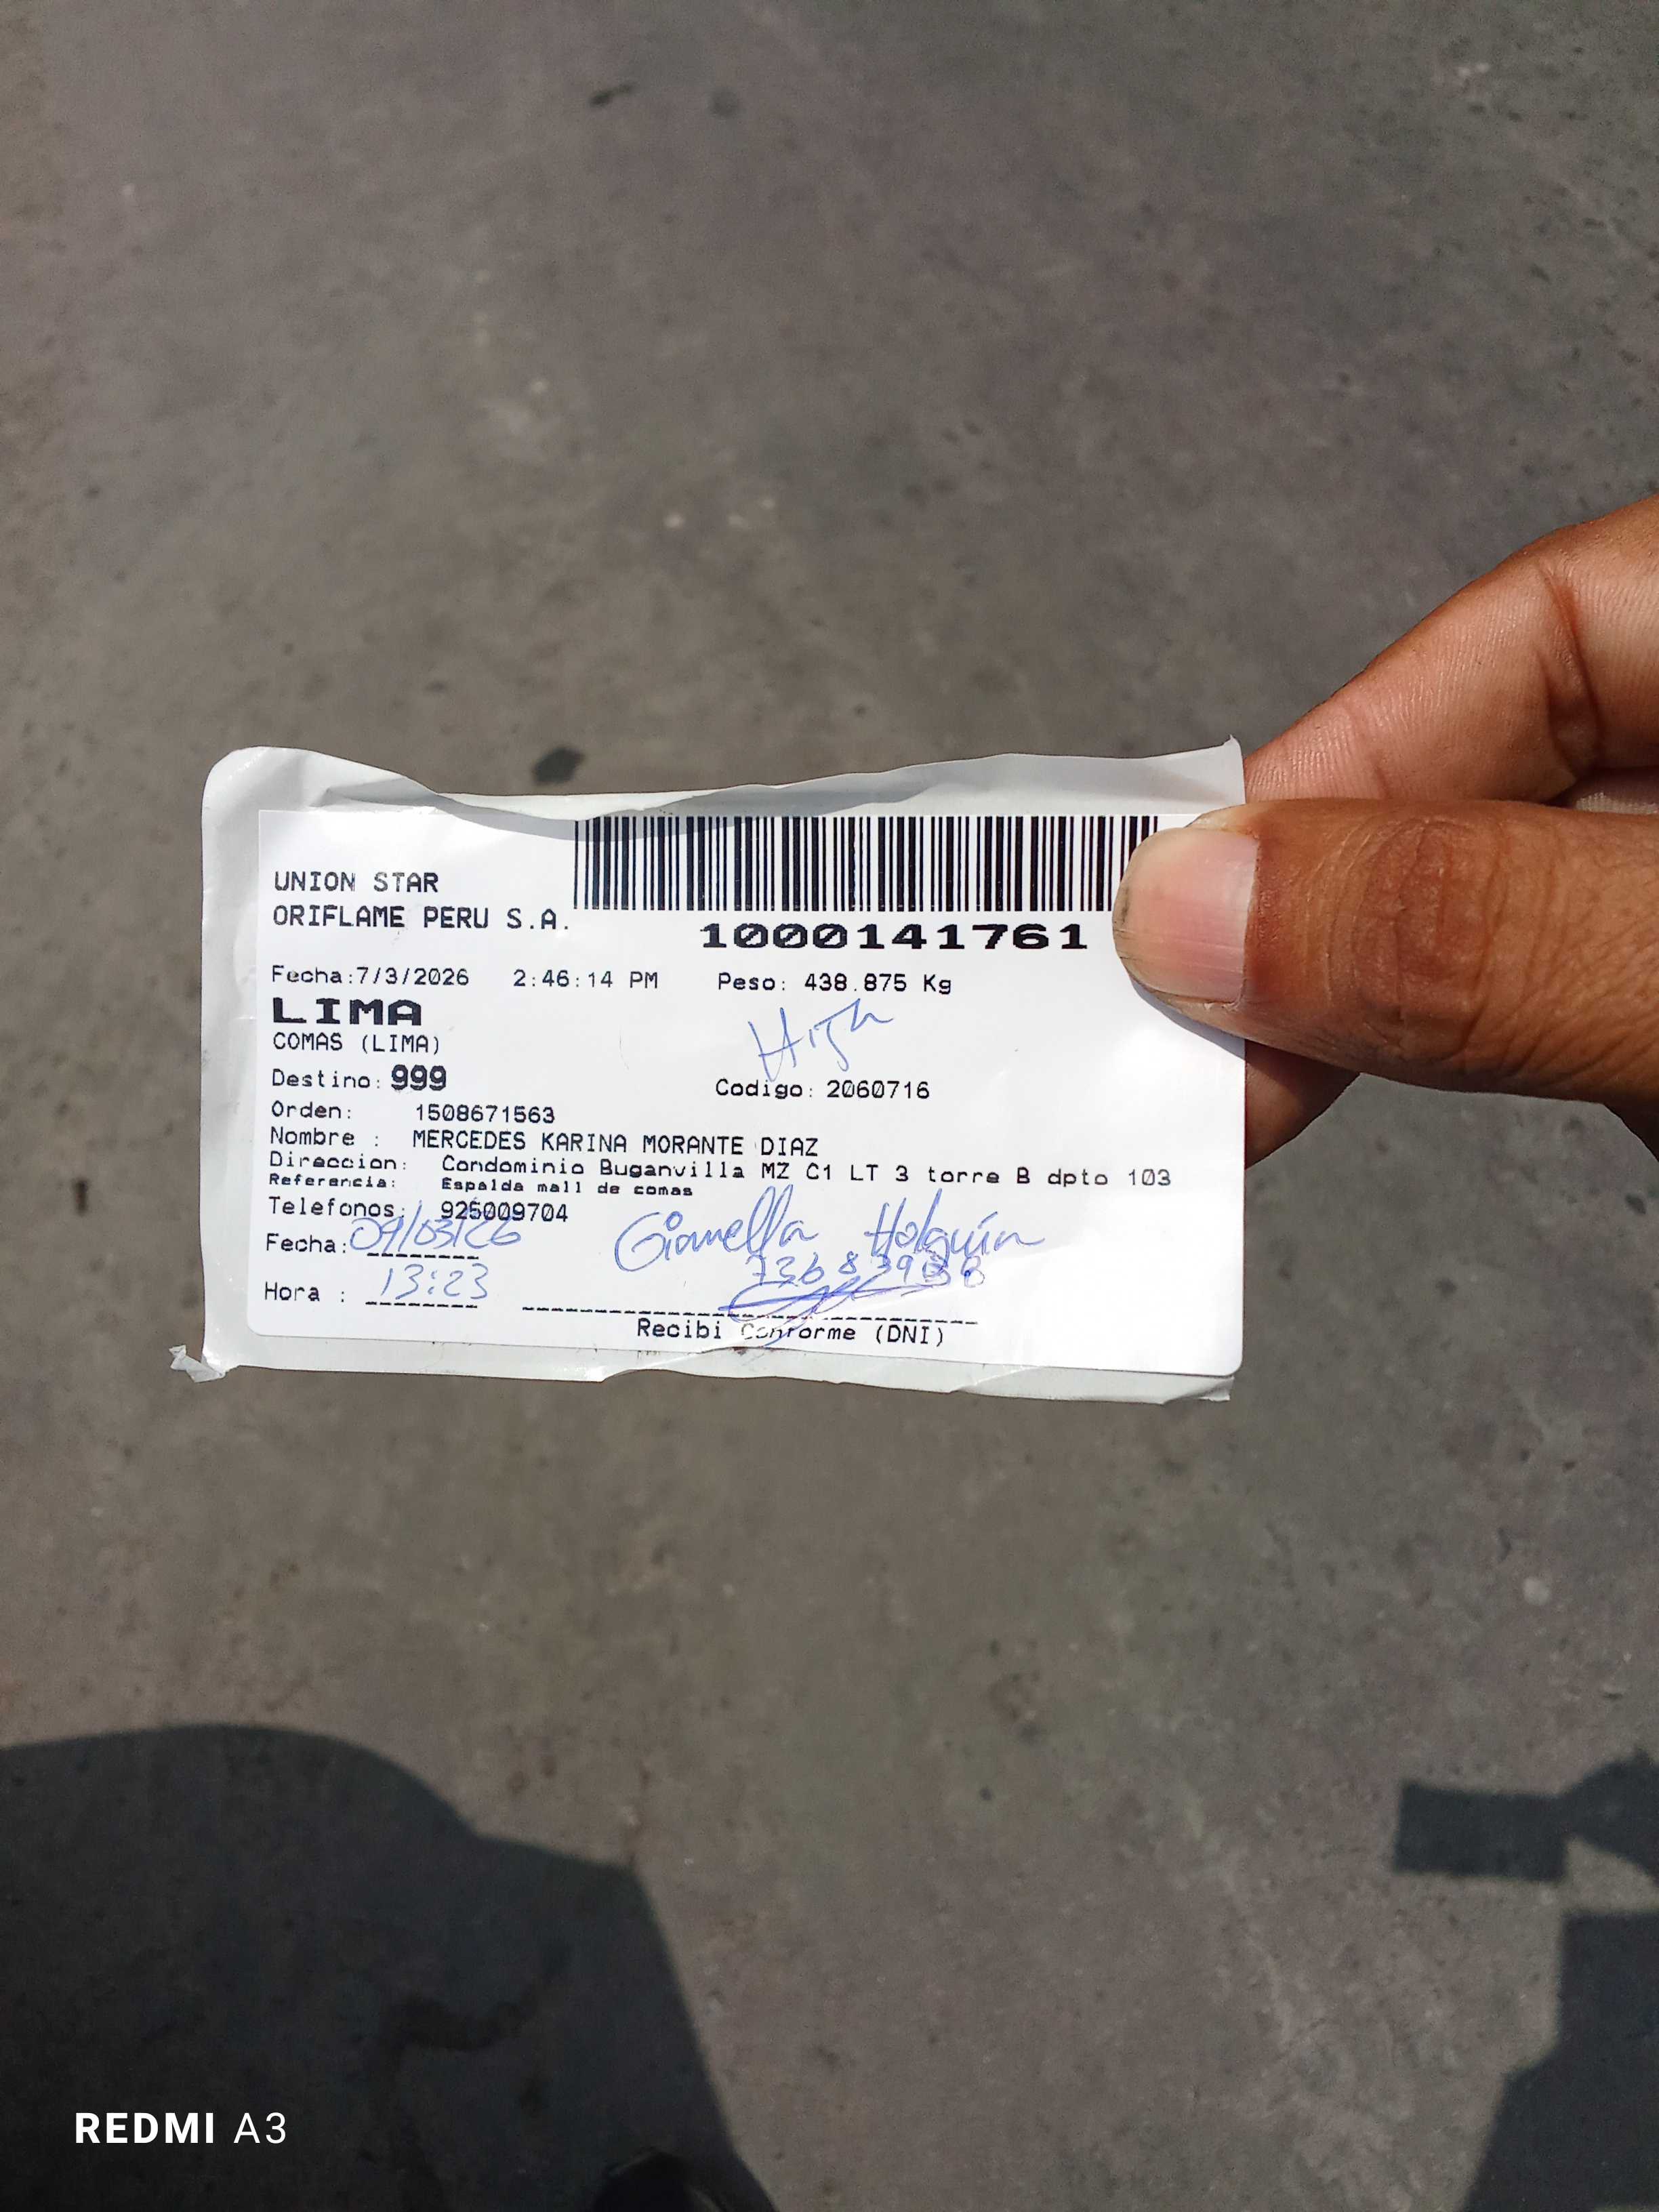 UNION STAR
ORIFLAME PERU S.A.
1000141761
Fecha:7/3/2026 2:46:14 PM Peso: 438.875 Kg
LIMA
COMAS (LIMA)
Hija
Destino: 999
Codigo: 2060716
Orden: 1508671563
Nombre : MERCEDES KARINA MORANTE DIAZ
Direccion: Condominio Buganvilla MZ C1 LT 3 torre B dpto 103
Referencia: Espalda mall de comas
Telefonos: 925009704
Fecha: 09/03/26 Gianella Holguín
Hora : 13:23
Recibi Conforme (DNI)
REDMI A3